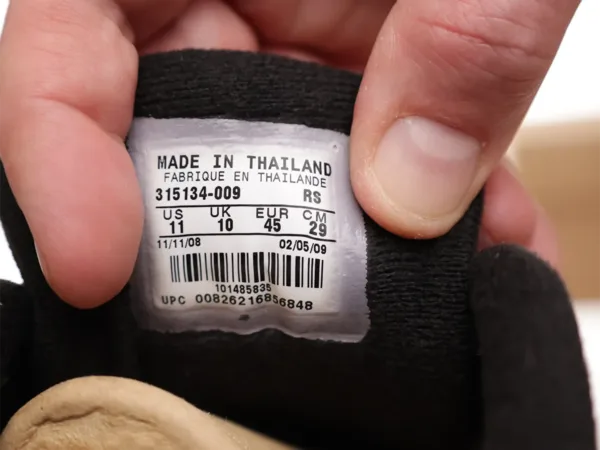 MADE IN THAILAND
FABRIQUE EN THAILANDE
315134-009 RS
US UK EUR CM
11 10 45 29
11/11/08 02/05/09
101485835
UPC 00826216856848